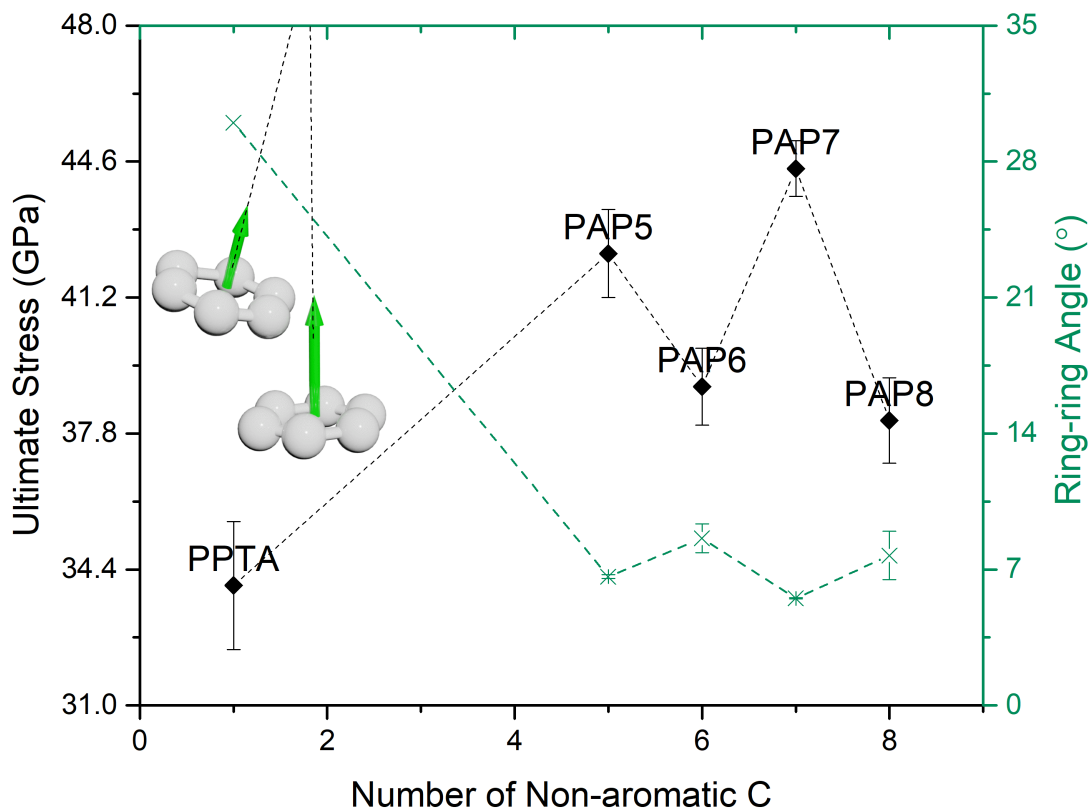 48.0
44.6
41.2
37.8
34.4
31.0
Ultimate Stress (GPa)
PPTA
PAP5
PAP6
PAP7
PAP8
35
28
21
14
7
0
Ring-ring Angle (°)
0 2 4 6 8
Number of Non-aromatic C